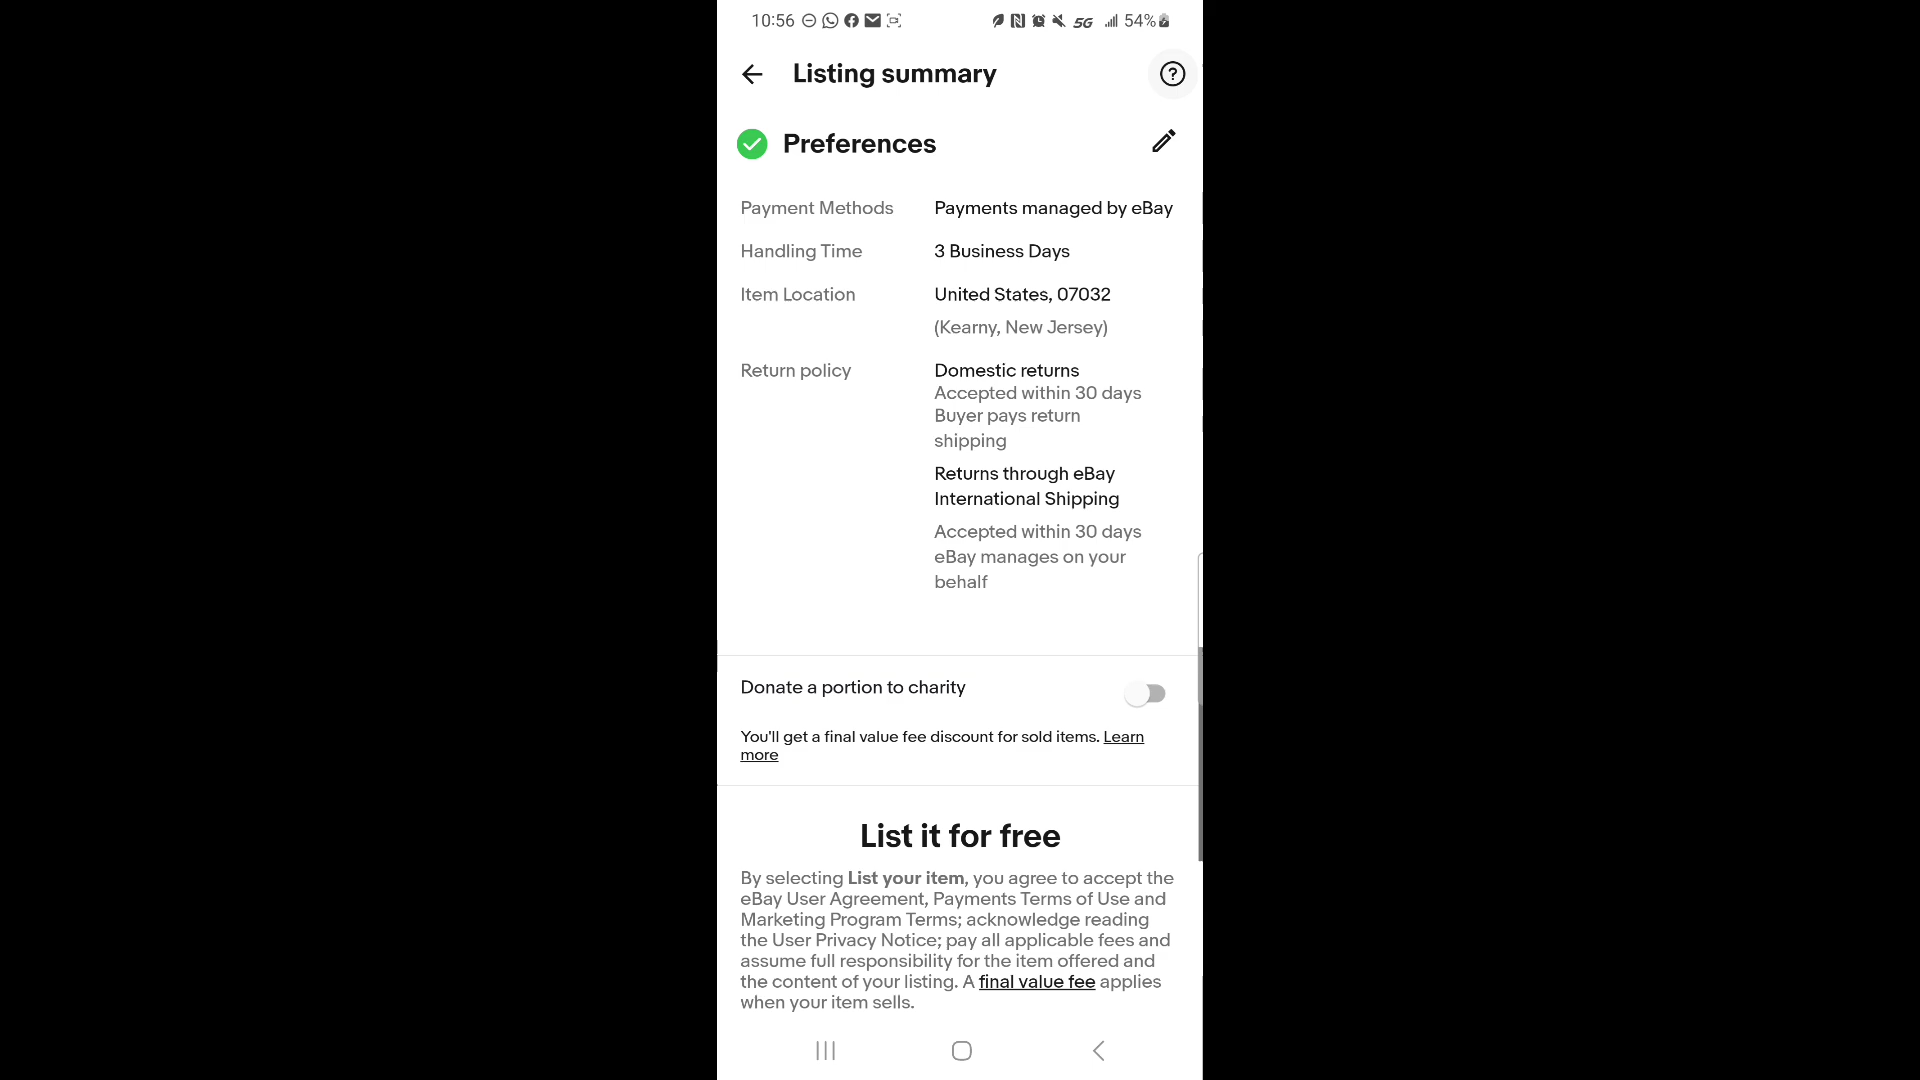 10:56
5G
54%
Listing summary
Preferences
Payment Methods
Payments managed by eBay
Handling Time
3 Business Days
Item Location
United States, 07032
(Kearny, New Jersey)
Return policy
Domestic returns
Accepted within 30 days
Buyer pays return
shipping
Returns through eBay
International Shipping
Accepted within 30 days
eBay manages on your
behalf
Donate a portion to charity
You'll get a final value fee discount for sold items. Learn
more
List it for free
By selecting List your item, you agree to accept the
eBay User Agreement, Payments Terms of Use and
Marketing Program Terms; acknowledge reading
the User Privacy Notice; pay all applicable fees and
assume full responsibility for the item offered and
the content of your listing. A final value fee applies
when your item sells.